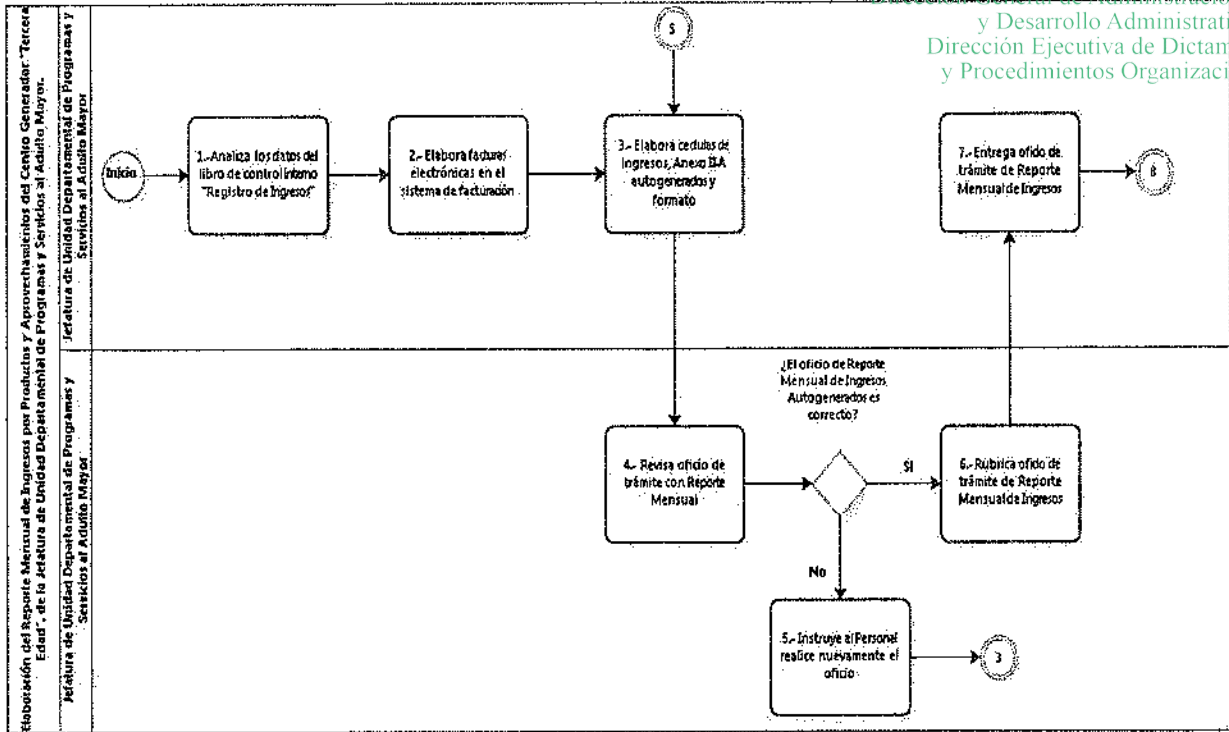 y Desarrollo Administrati
Dirección Ejecutiva de Dictam
y Procedimientos Organizaci
Elaboración del Reporte Mensual de Ingresos por Productos y Aprovechamientos del Centro Generador "Tercera
Edad", de la Jefatura de Unidad Departamental de Programas y Servicios al Adulto Mayor.
Jefatura de Unidad Departamental de Programas y
Servicios al Adulto Mayor
Inicio
1.- Analiza los datos del
libro de control interno
"Registro de Ingresos"
2.- Elabora facturas
electrónicas en el
sistema de facturación
5
3.- Elabora cedulas de
Ingresos, Anexo II.A
autogenerados y
formato
7.- Entrega oficio de
trámite de Reporte
Mensual de Ingresos
8
Jefatura de Unidad Departamental de Programas y
Servicios al Adulto Mayor
4.- Revisa oficio de
trámite con Reporte
Mensual
¿El oficio de Reporte
Mensual de Ingresos
Autogenerados es
correcto?
SI
6.- Rúbrica oficio de
trámite de Reporte
Mensual de Ingresos
No
5.- Instruye al Personal
realice nuevamente el
oficio
3